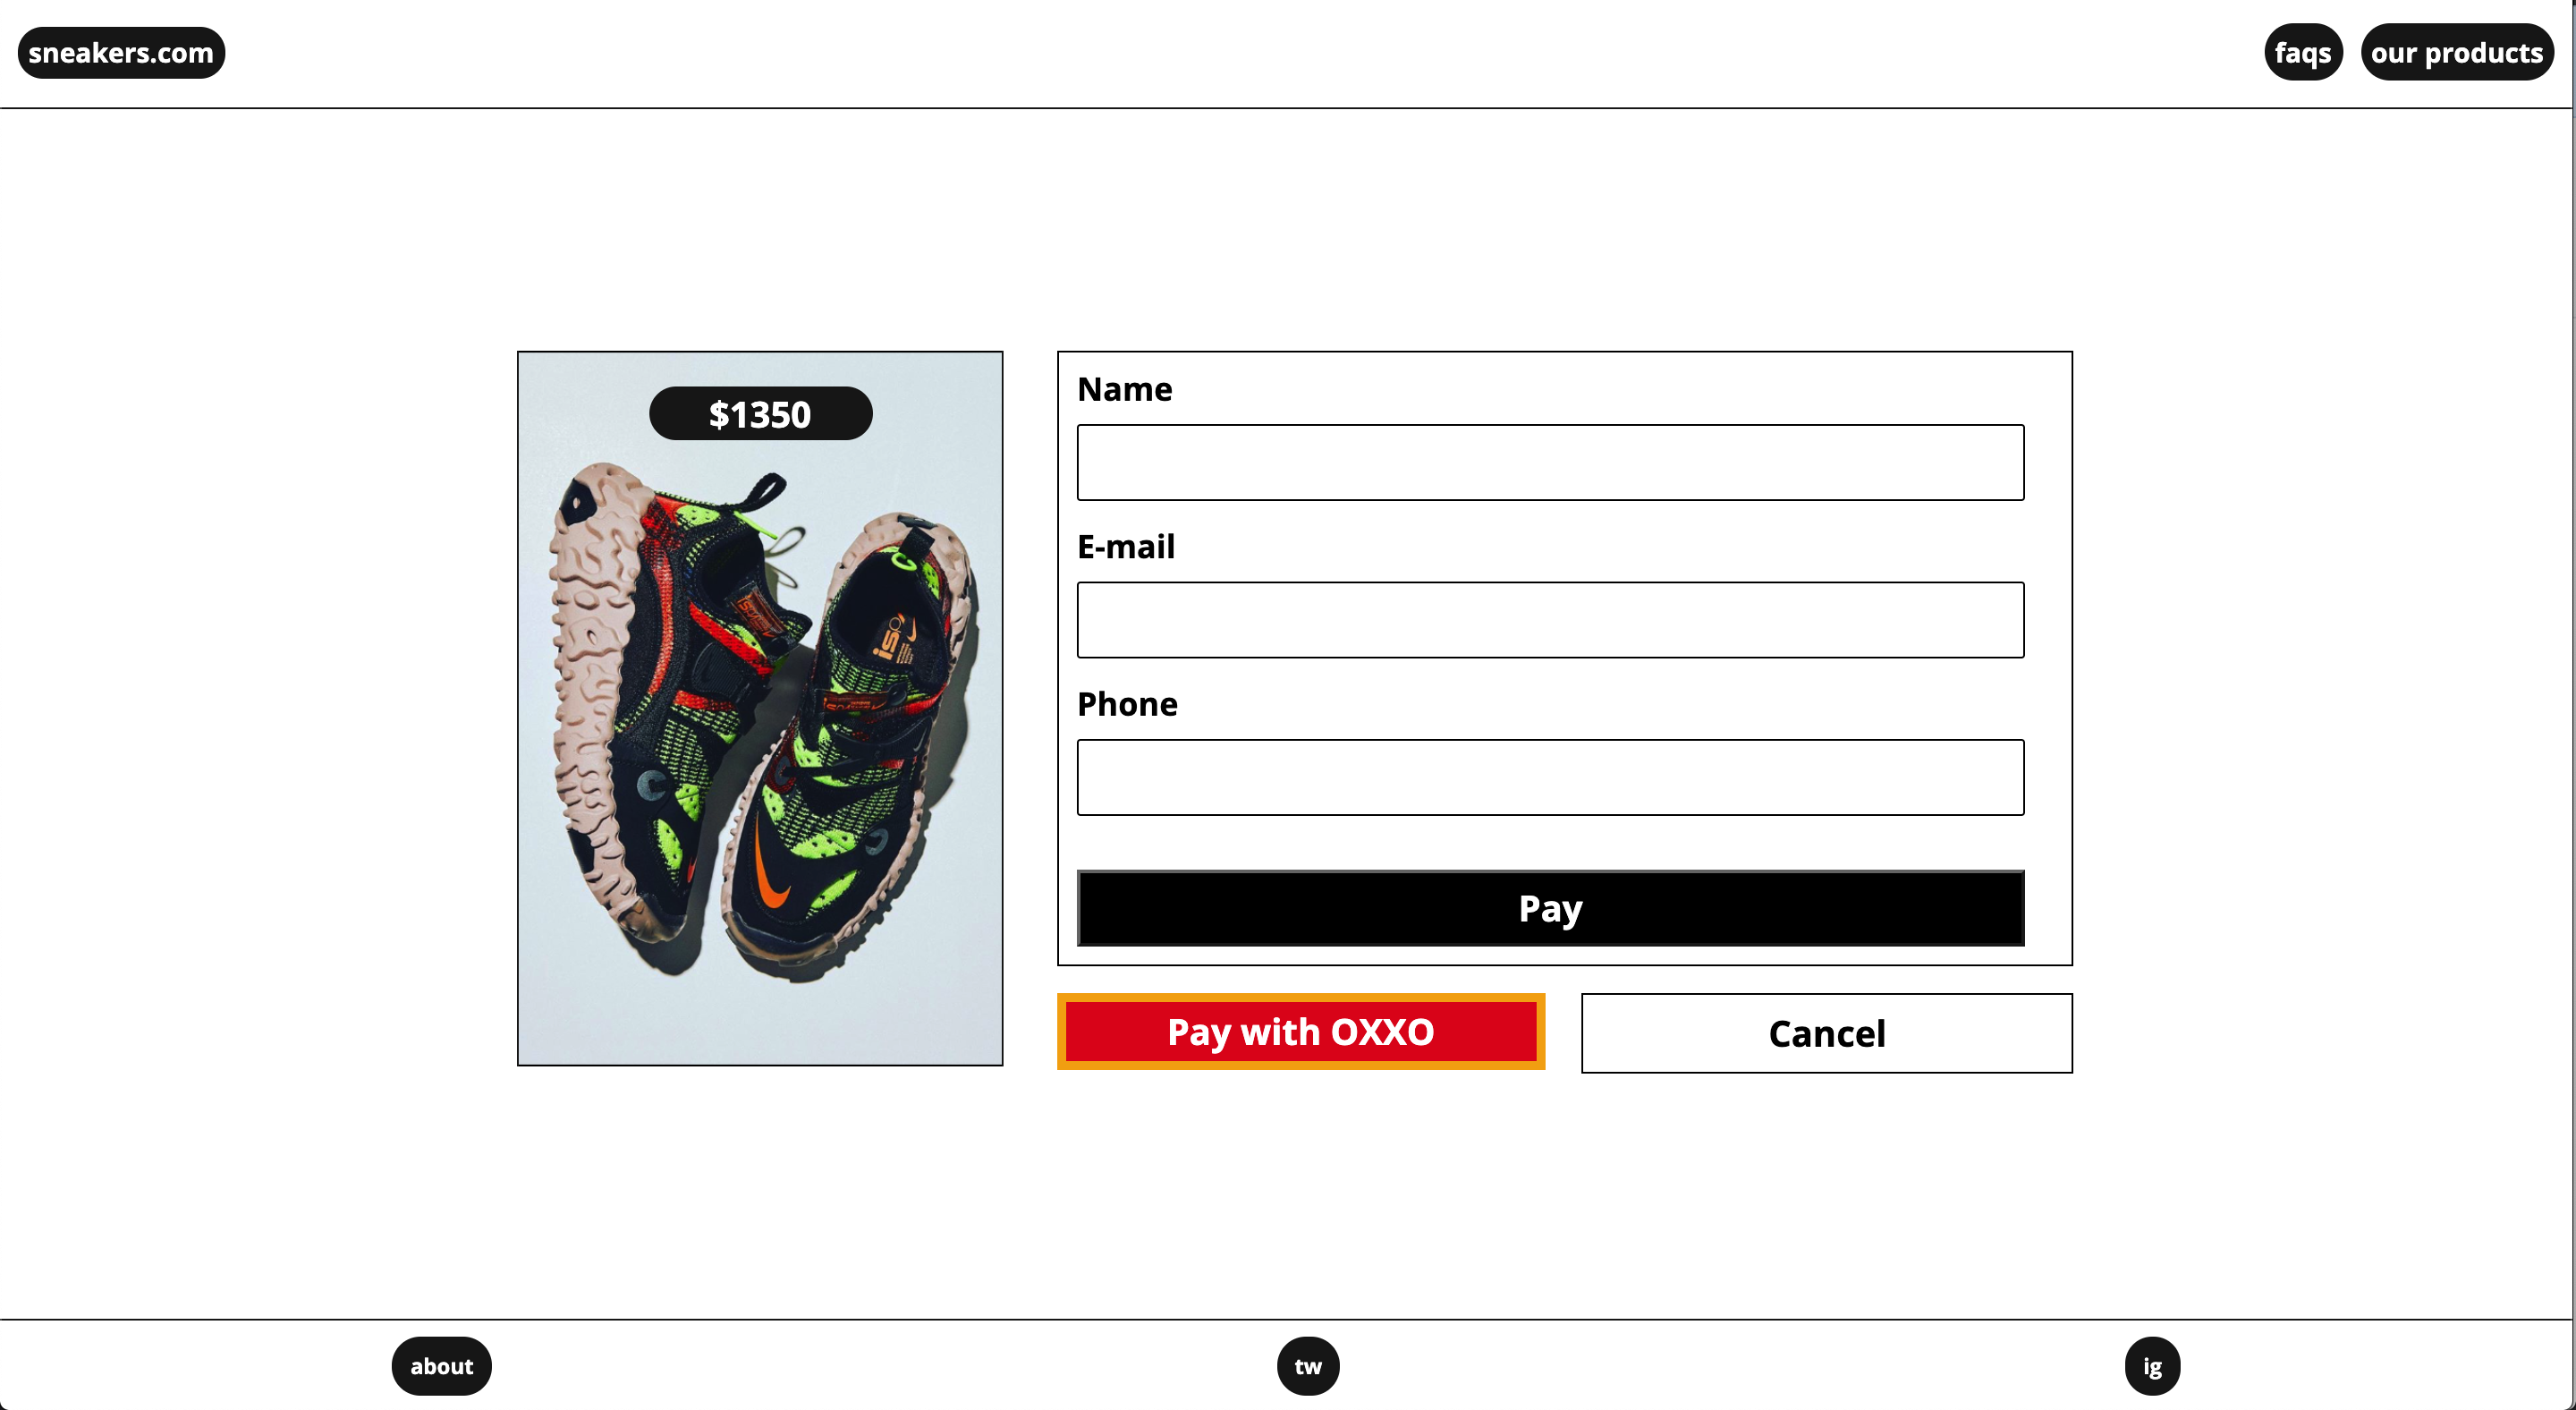 sneakers.com
faqs
our products
$1350
Name
E-mail
Phone
Pay
Pay with OXXO
Cancel
about
tw
ig